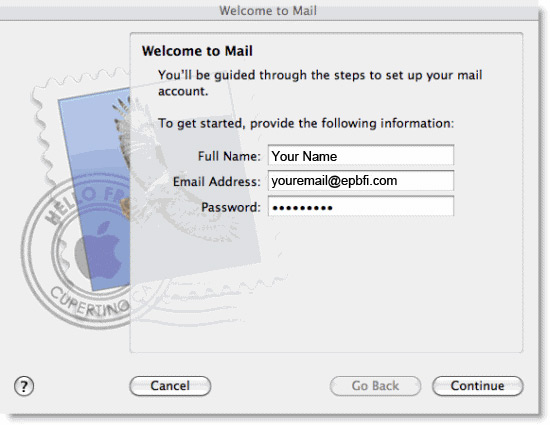 Welcome to Mail
Welcome to Mail
You'll be guided through the steps to set up your mail
account.
To get started, provide the following information:
Full Name: Your Name
Email Address: youremail@epbfi.com
Password: •••••••••
HELLO FR
CUPERTINO CA
? Cancel Go Back Continue